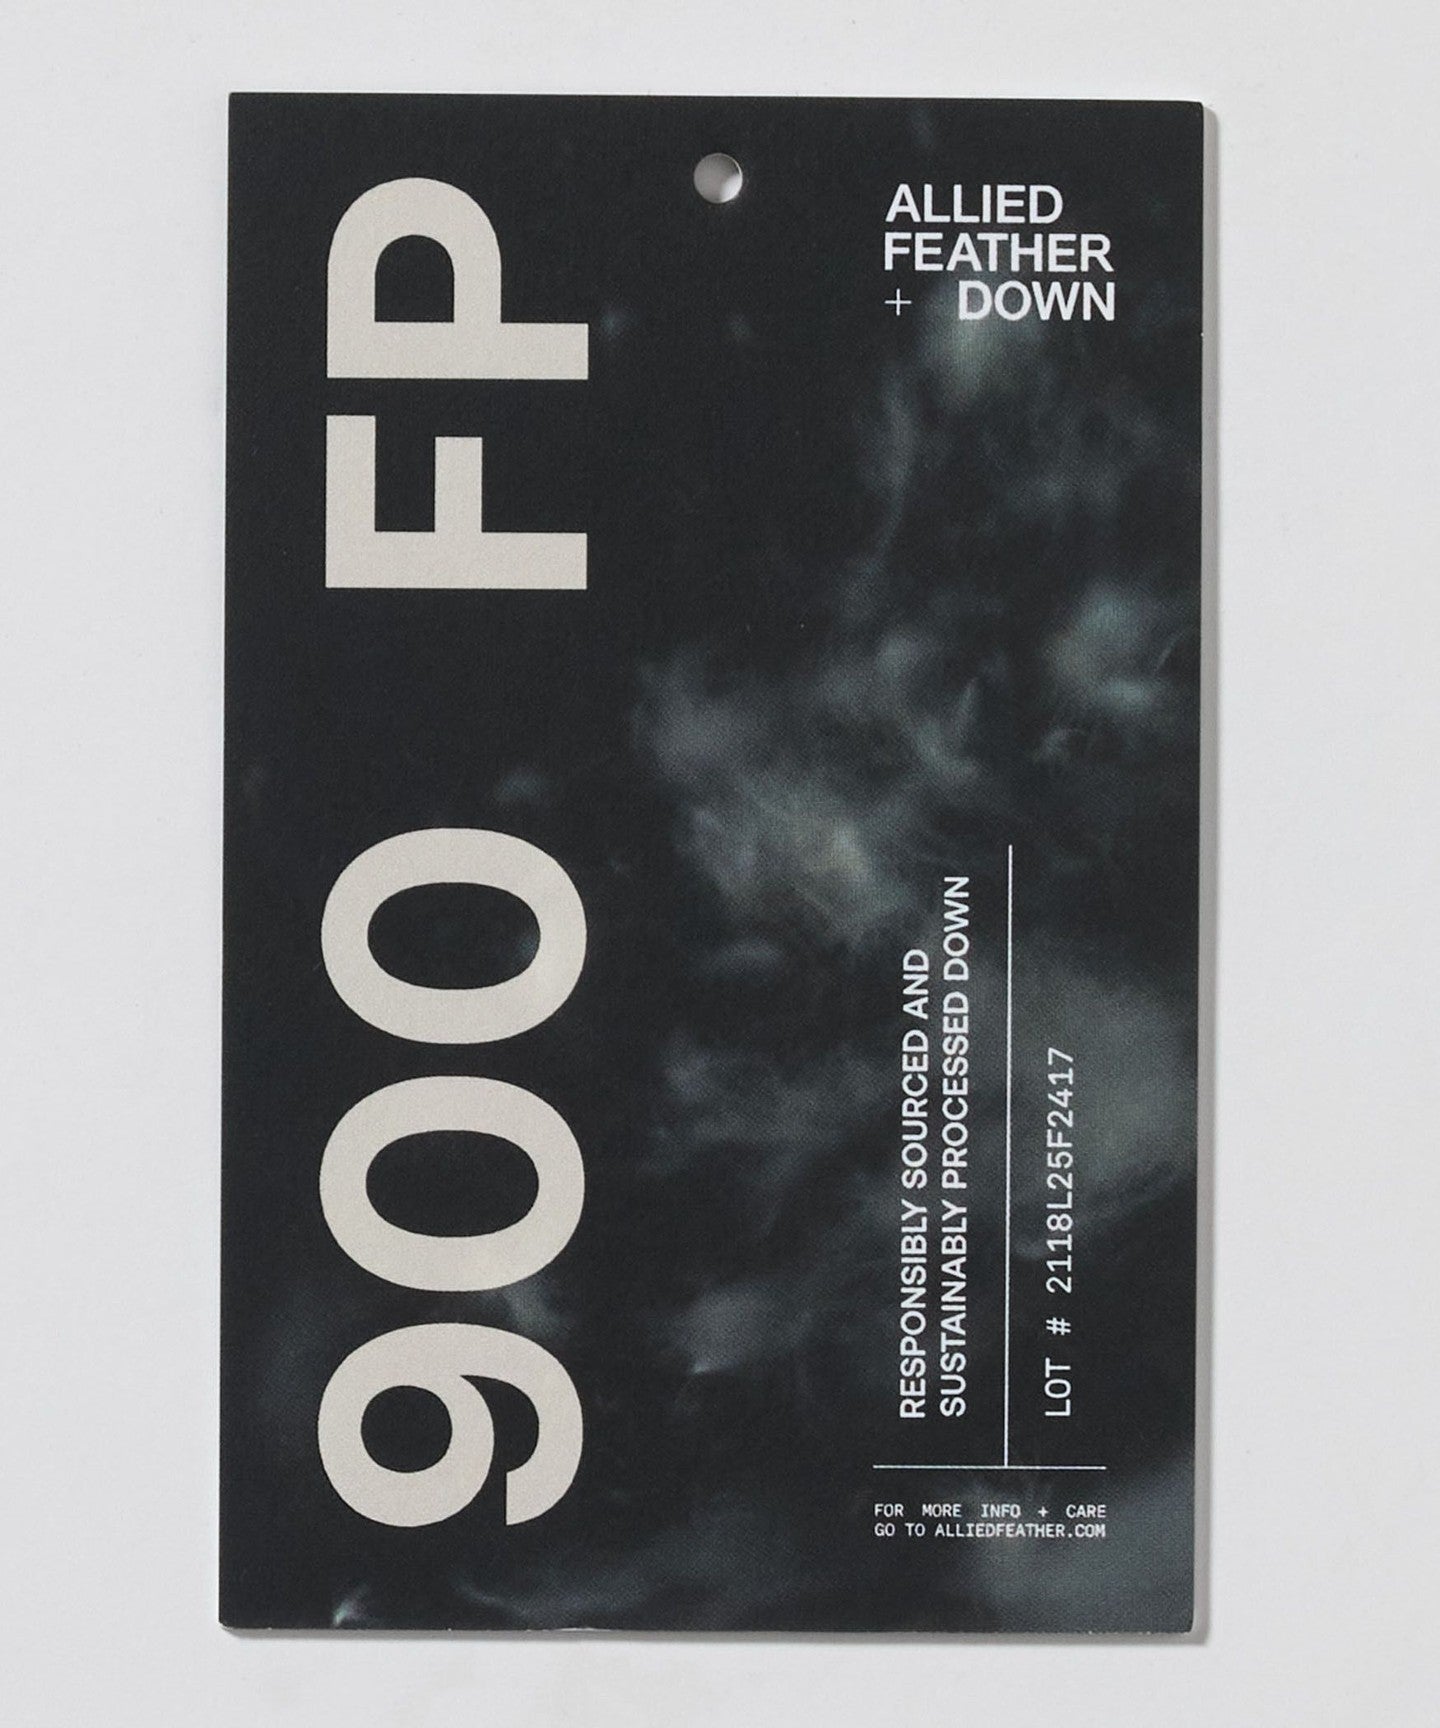 900 FP
ALLIED
FEATHER
+ DOWN
RESPONSIBLY SOURCED AND
SUSTAINABLY PROCESSED DOWN
LOT # 2118L25F2417
FOR MORE INFO + CARE
GO TO ALLIEDFEATHER.COM